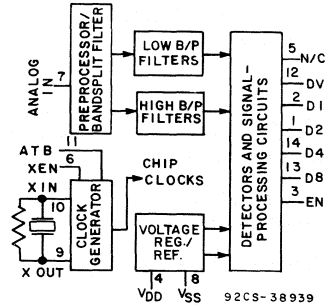 ANALOG
IN
7
PREPROCESSOR/
BANDSPLIT FILTER
LOW B/P
FILTERS
HIGH B/P
FILTERS
DETECTORS AND SIGNAL-
PROCESSING CIRCUITS
5
N/C
12
DV
2
D1
1
D2
14
D4
13
D8
3
EN
ATB
11
XEN
6
XIN
10
9
X OUT
CLOCK
GENERATOR
CHIP
CLOCKS
VOLTAGE
REG./
REF.
4
8
VDD
VSS
92CS-38939